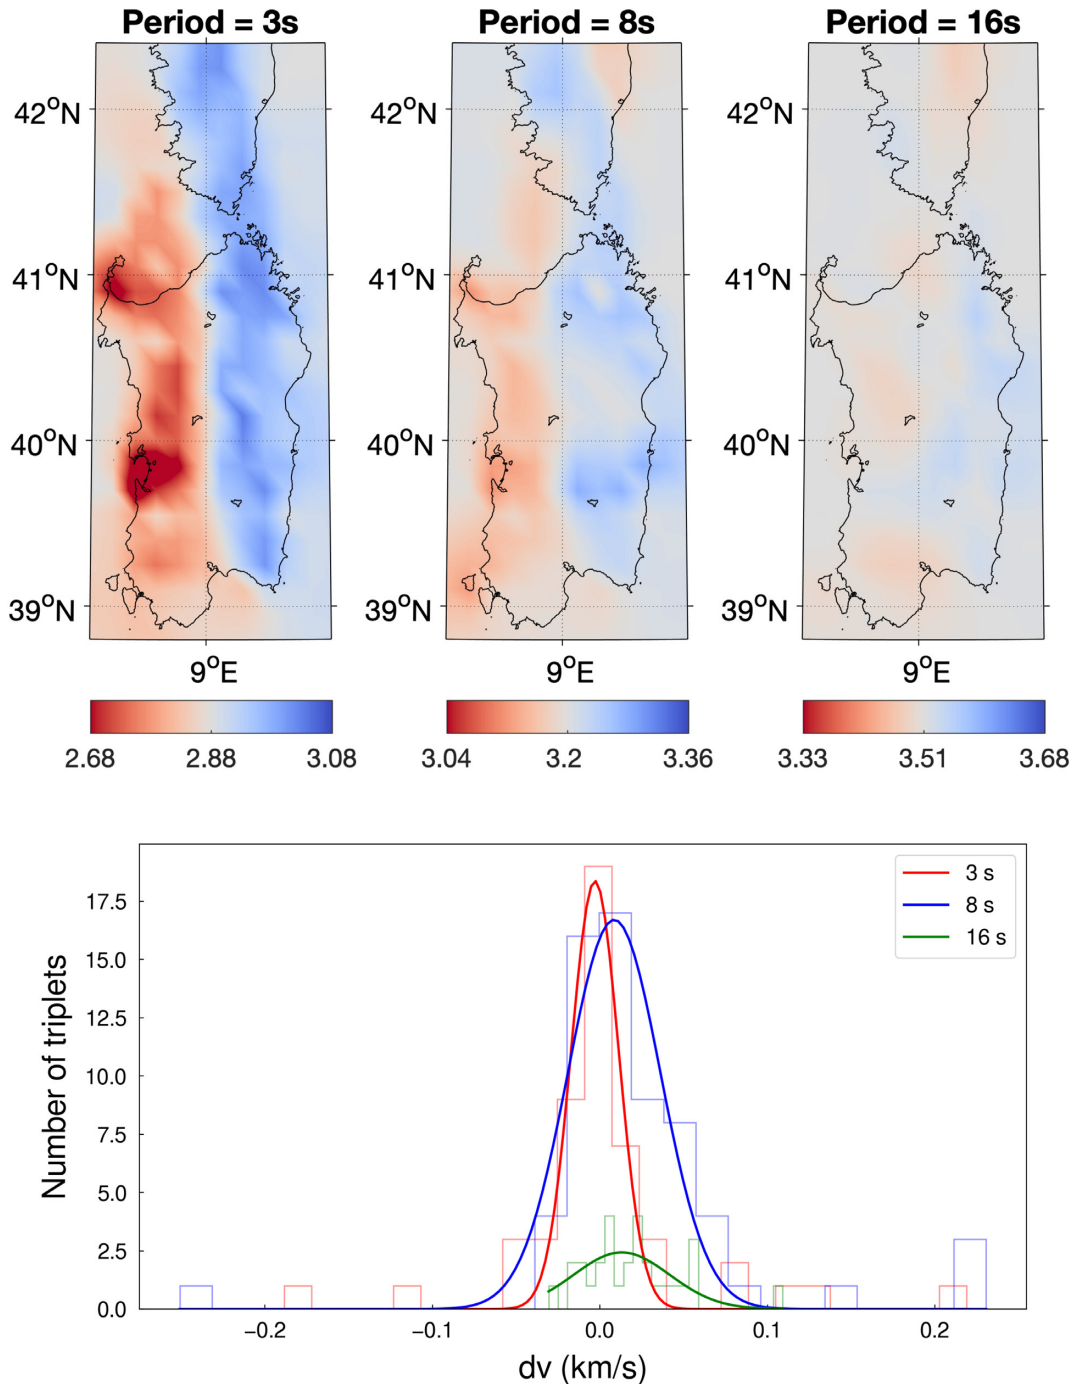 Period = 3s Period = 8s Period = 16s
42°N 42°N 42°N
41°N 41°N 41°N
40°N 40°N 40°N
39°N 39°N 39°N
9°E 9°E 9°E
2.68 2.88 3.08 3.04 3.2 3.36 3.33 3.51 3.68
3 s
8 s
16 s
Number of triplets
17.5
15.0
12.5
10.0
7.5
5.0
2.5
0.0
−0.2 −0.1 0.0 0.1 0.2
dv (km/s)